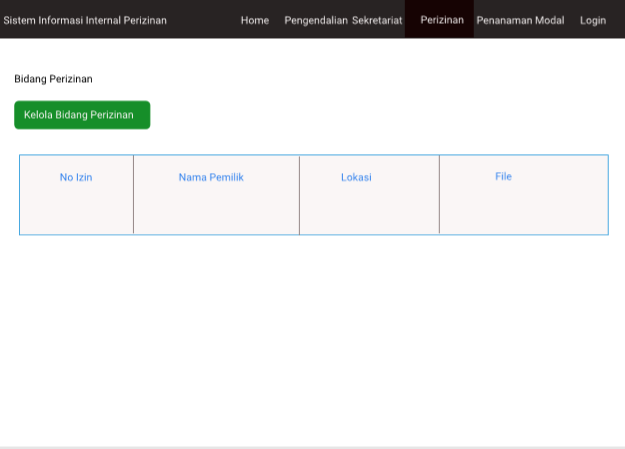 Sistem Informasi Internal Perizinan Home Pengendalian Sekretariat Perizinan Penanaman Modal Login
Bidang Perizinan
Kelola Bidang Perizinan
No Izin Nama Pemilik Lokasi File